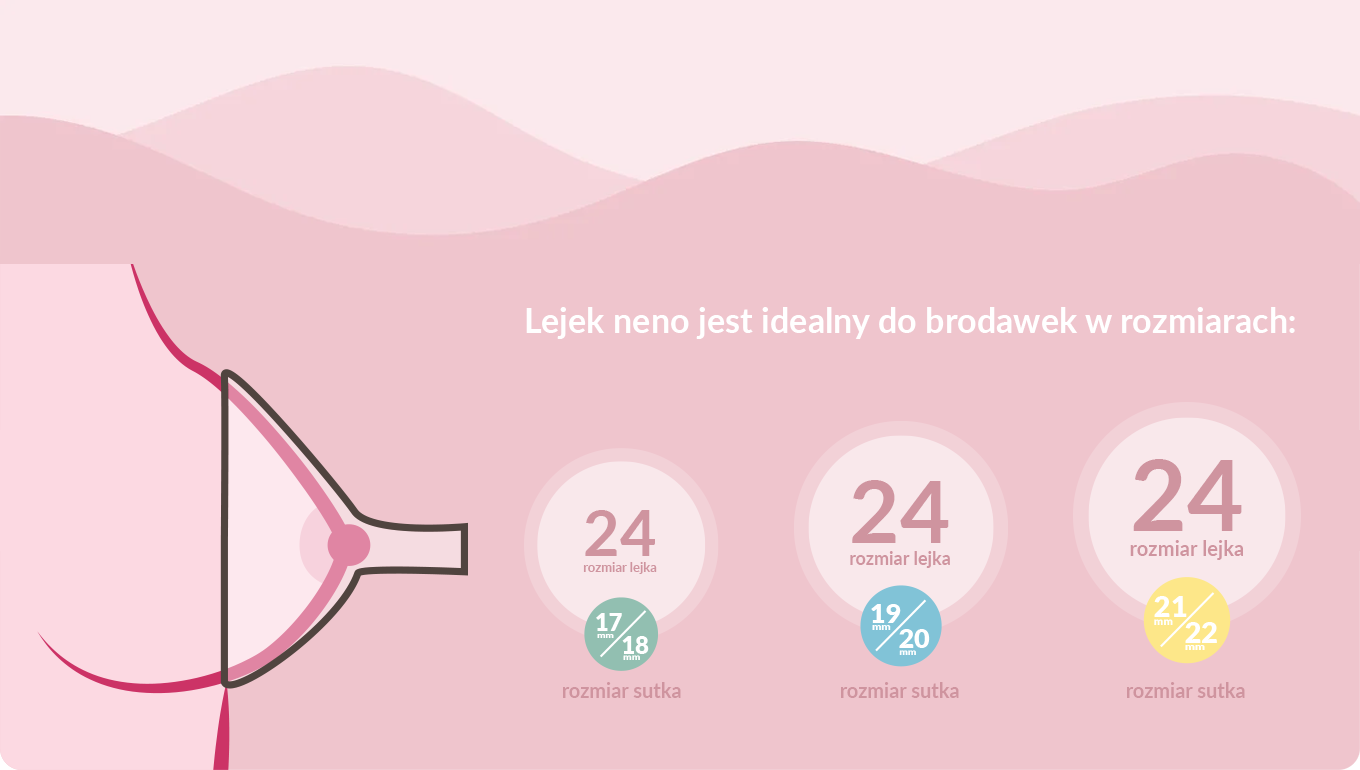 Lejek neno jest idealny do brodawek w rozmiarach:
24
rozmiar lejka
17
mm
18
mm
rozmiar sutka
24
rozmiar lejka
19
mm
20
mm
rozmiar sutka
24
rozmiar lejka
21
mm
22
mm
rozmiar sutka